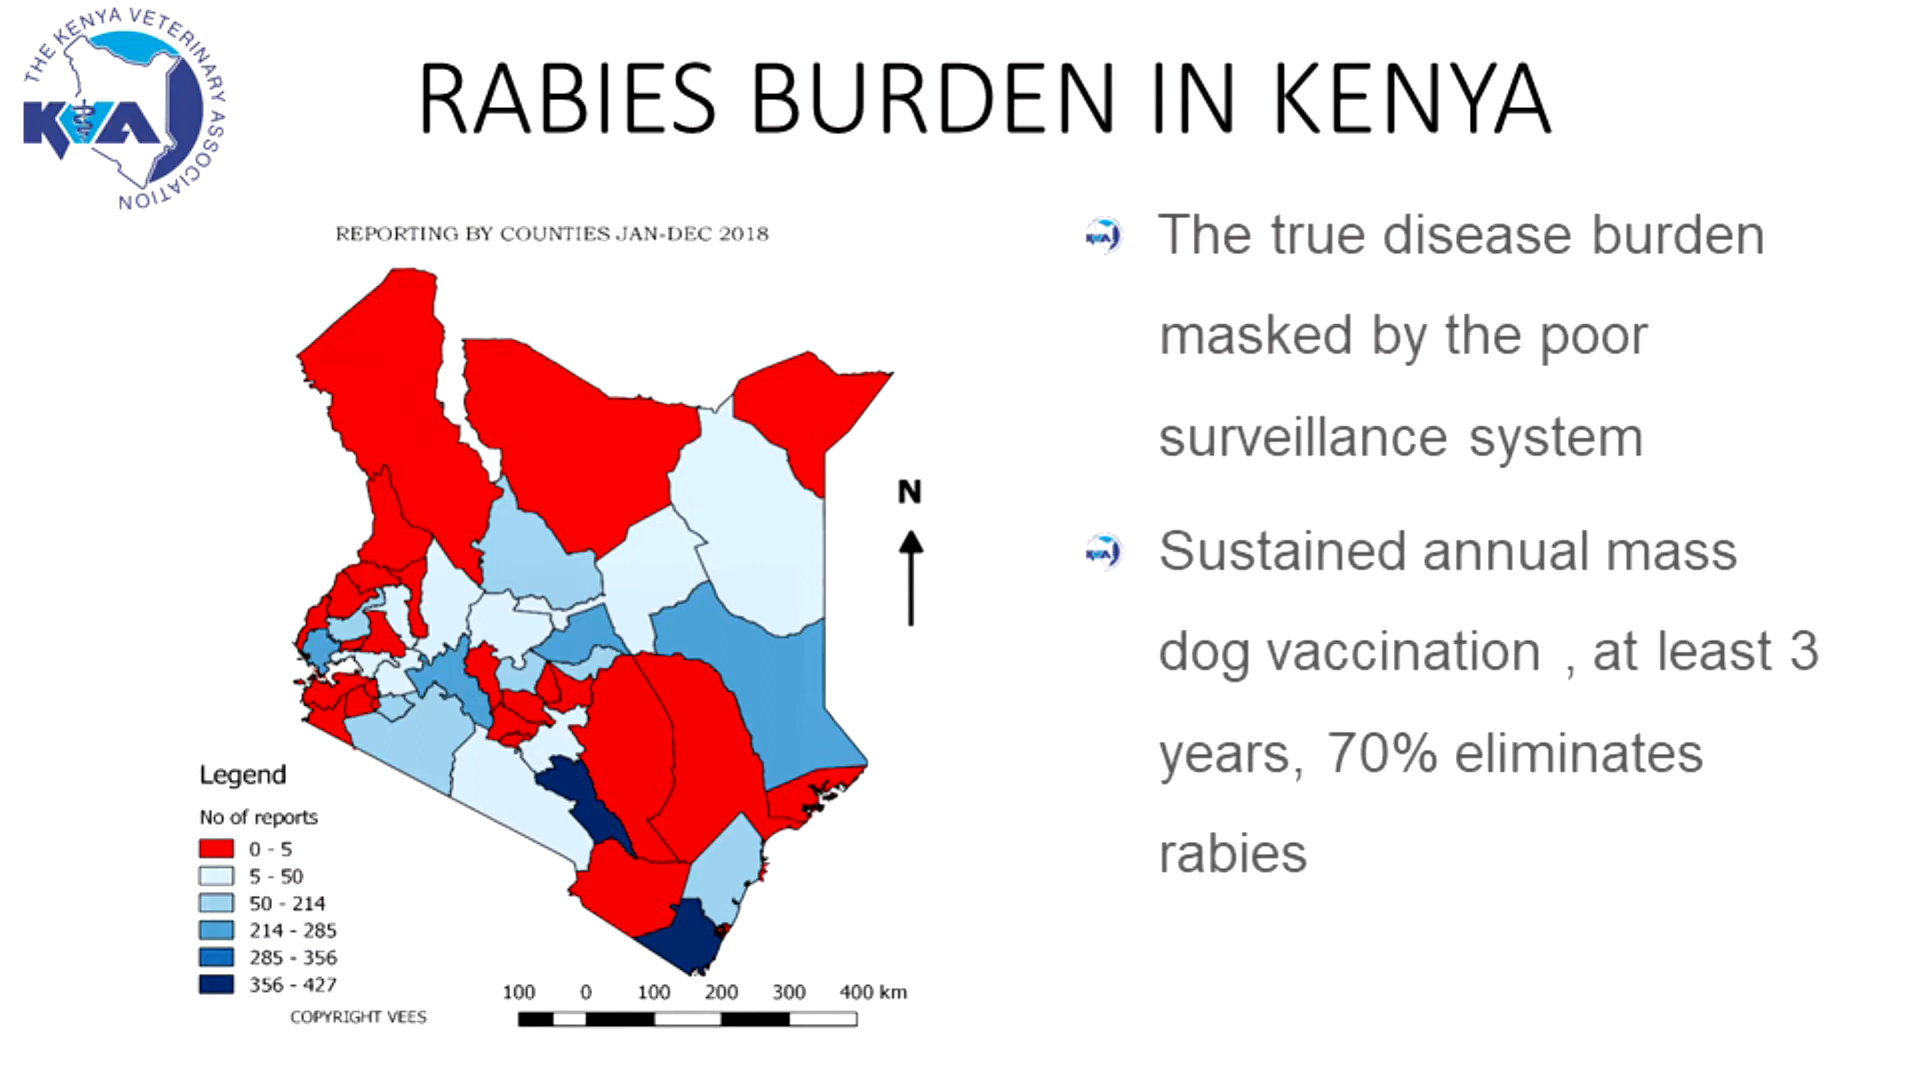 THE KENYA VETERINARY ASSOCIATION
KVA
RABIES BURDEN IN KENYA
REPORTING BY COUNTIES JAN-DEC 2018
N
Legend
No of reports
0 - 5
5 - 50
50 - 214
214 - 285
285 - 356
356 - 427
COPYRIGHT VEES
100 0 100 200 300 400 km
KVA The true disease burden
masked by the poor
surveillance system
KVA Sustained annual mass
dog vaccination , at least 3
years, 70% eliminates
rabies